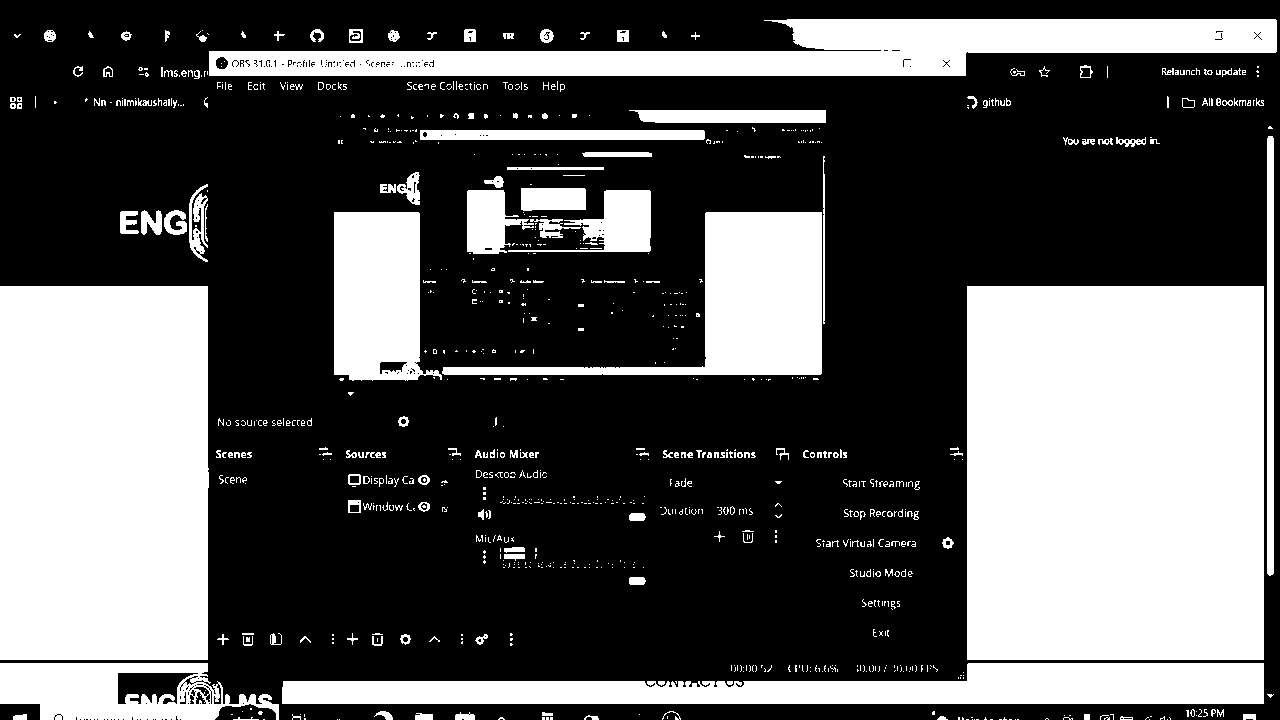 OBS 31.0.1 - Profile: Untitled - Scenes: Untitled
lms.eng.
Relaunch to update
File Edit View Docks Scene Collection Tools Help
Nn - nilmikaushally...
github
All Bookmarks
You are not logged in.
ENG
No source selected
Scenes
Sources
Audio Mixer
Scene Transitions
Controls
Scene
Display Ca
Window Ca
Desktop Audio
Mic/Aux
Fade
Duration 300 ms
Start Streaming
Stop Recording
Start Virtual Camera
Studio Mode
Settings
Exit
00:00:52 CPU: 6.6% 30.00 / 30.00 FPS
CONTACT US
ENG LMS
10:25 PM